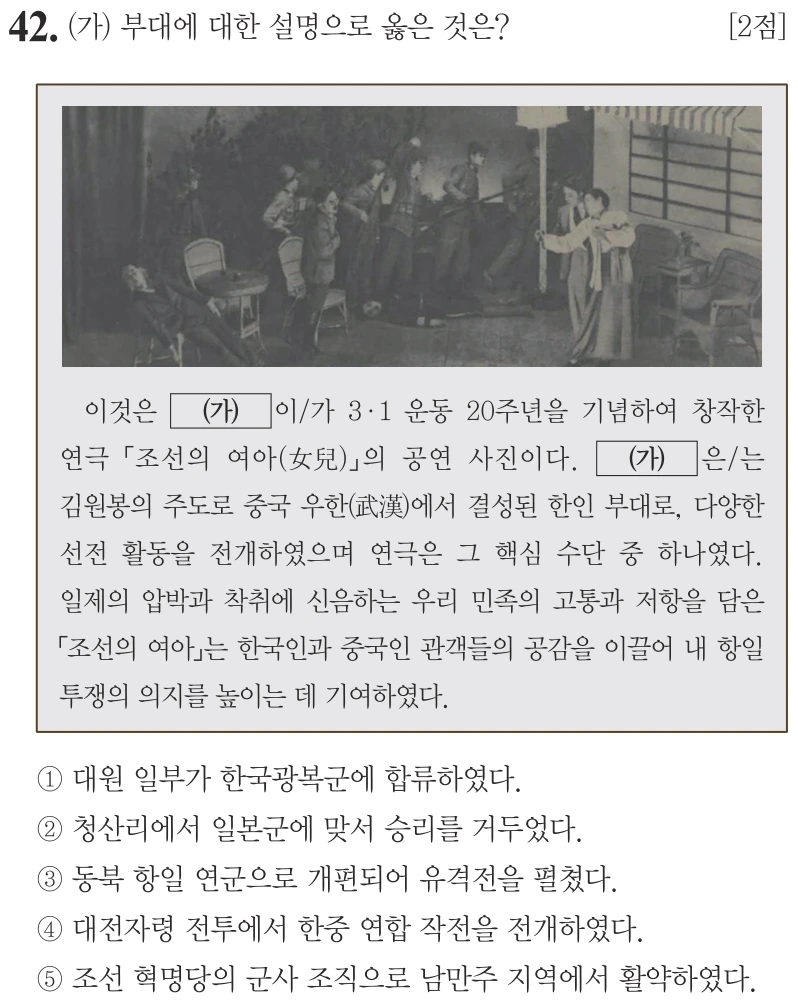 42. (가) 부대에 대한 설명으로 옳은 것은? [2점]
이것은 (가) 이/가 3·1 운동 20주년을 기념하여 창작한
연극 「조선의 여아(女兒)」의 공연 사진이다. (가) 은/는
김원봉의 주도로 중국 우한(武漢)에서 결성된 한인 부대로, 다양한
선전 활동을 전개하였으며 연극은 그 핵심 수단 중 하나였다.
일제의 압박과 착취에 신음하는 우리 민족의 고통과 저항을 담은
「조선의 여아」는 한국인과 중국인 관객들의 공감을 이끌어 내 항일
투쟁의 의지를 높이는 데 기여하였다.
① 대원 일부가 한국광복군에 합류하였다.
② 청산리에서 일본군에 맞서 승리를 거두었다.
③ 동북 항일 연군으로 개편되어 유격전을 펼쳤다.
④ 대전자령 전투에서 한중 연합 작전을 전개하였다.
⑤ 조선 혁명당의 군사 조직으로 남만주 지역에서 활약하였다.